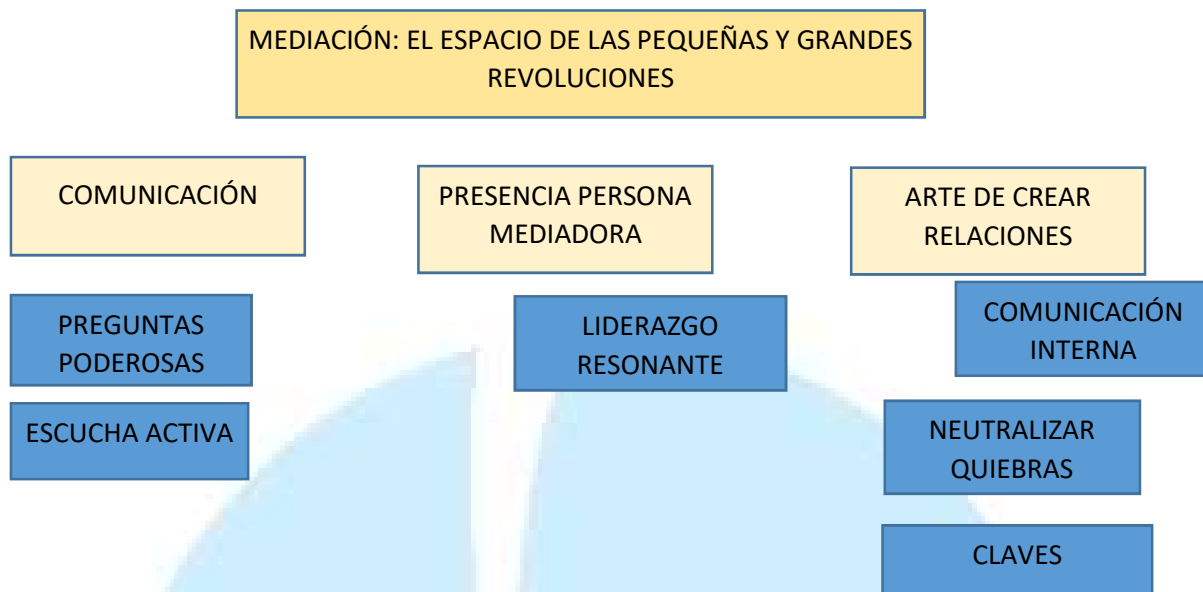 MEDIACIÓN: EL ESPACIO DE LAS PEQUEÑAS Y GRANDES
REVOLUCIONES
COMUNICACIÓN
PREGUNTAS
PODEROSAS
ESCUCHA ACTIVA
PRESENCIA PERSONA
MEDIADORA
LIDERAZGO
RESONANTE
ARTE DE CREAR
RELACIONES
COMUNICACIÓN
INTERNA
NEUTRALIZAR
QUIEBRAS
CLAVES